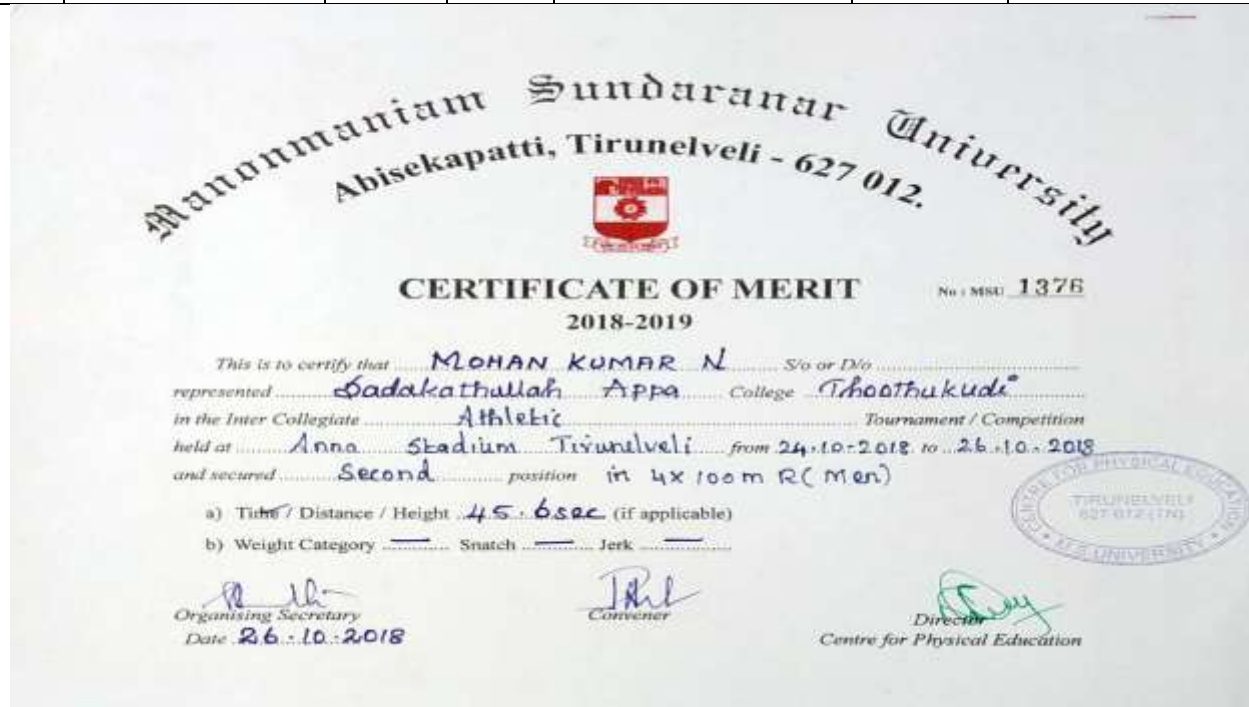 Manonmaniam Sundaranar University
Abisekapatti, Tirunelveli - 627 012.
CERTIFICATE OF MERIT
No : MSU 1376
2018-2019
This is to certify that MOHAN KUMAR N S/o or D/o
represented Sadakathullah Appa College Thoothukudi
in the Inter Collegiate Athletic Tournament / Competition
held at Anna Stadium Tirunelveli from 24.10.2018 to 26.10.2018
and secured Second position in 4x100m R(Men)
a) Time / Distance / Height 45.6sec (if applicable)
b) Weight Category — Snatch — Jerk —
CENTRE FOR PHYSICAL EDUCATION
TIRUNELVELI
627 012 (TN)
M.S. UNIVERSITY
Organising Secretary
Convener
Director
Date 26.10.2018
Centre for Physical Education